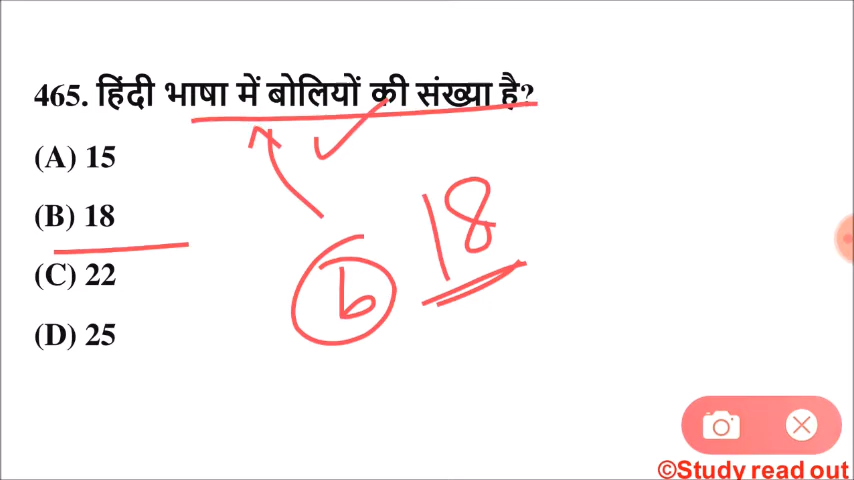 465. हिंदी भाषा में बोलियों की संख्या है?
(A) 15
(B) 18
18
(C) 22
b
(D) 25
©Study read out